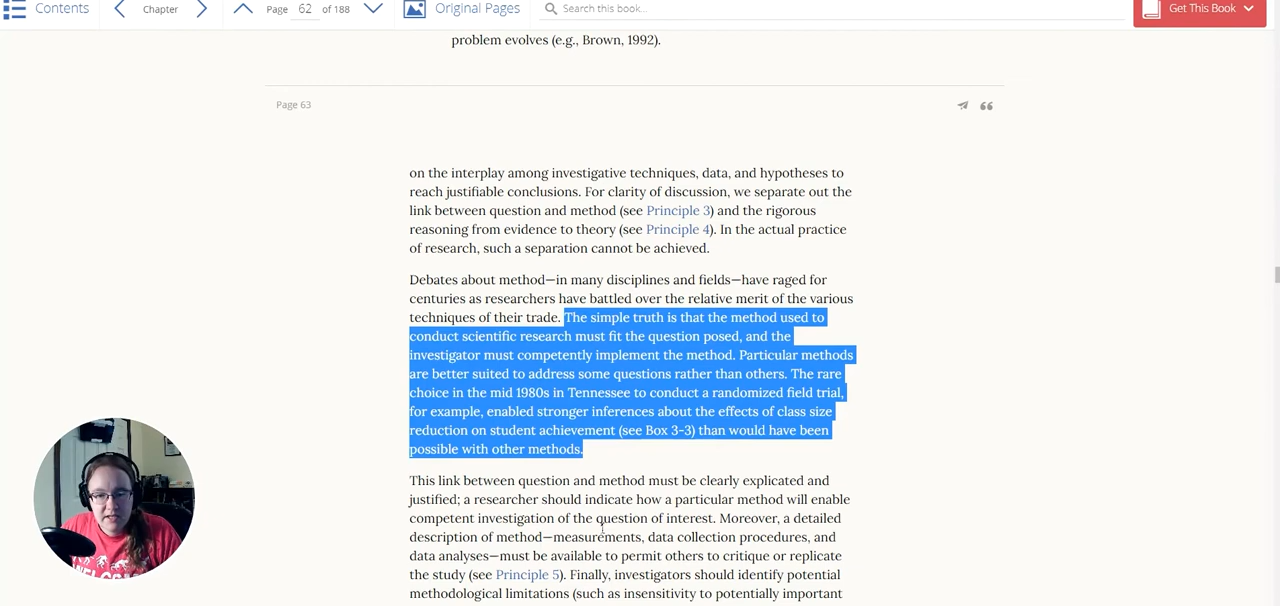 Contents
Chapter
Page 62 of 188
Original Pages
Search this book...
Get This Book
problem evolves (e.g., Brown, 1992).
Page 63
on the interplay among investigative techniques, data, and hypotheses to
reach justifiable conclusions. For clarity of discussion, we separate out the
link between question and method (see Principle 3) and the rigorous
reasoning from evidence to theory (see Principle 4). In the actual practice
of research, such a separation cannot be achieved.
Debates about method—in many disciplines and fields—have raged for
centuries as researchers have battled over the relative merit of the various
techniques of their trade. The simple truth is that the method used to
conduct scientific research must fit the question posed, and the
investigator must competently implement the method. Particular methods
are better suited to address some questions rather than others. The rare
choice in the mid 1980s in Tennessee to conduct a randomized field trial,
for example, enabled stronger inferences about the effects of class size
reduction on student achievement (see Box 3-3) than would have been
possible with other methods.
This link between question and method must be clearly explicated and
justified; a researcher should indicate how a particular method will enable
competent investigation of the question of interest. Moreover, a detailed
description of method—measurements, data collection procedures, and
data analyses—must be available to permit others to critique or replicate
the study (see Principle 5). Finally, investigators should identify potential
methodological limitations (such as insensitivity to potentially important